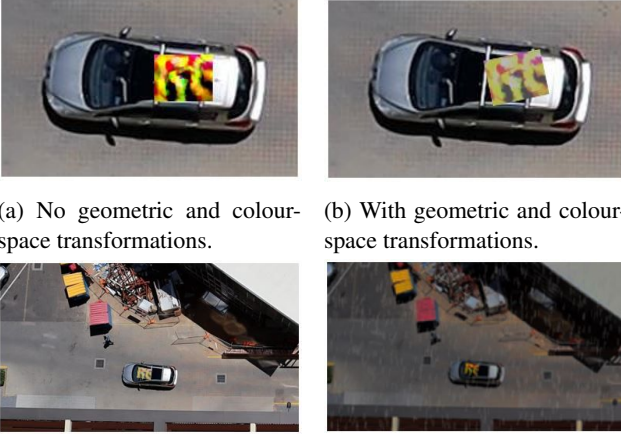 (a) No geometric and colour-
space transformations.
(b) With geometric and colour-
space transformations.